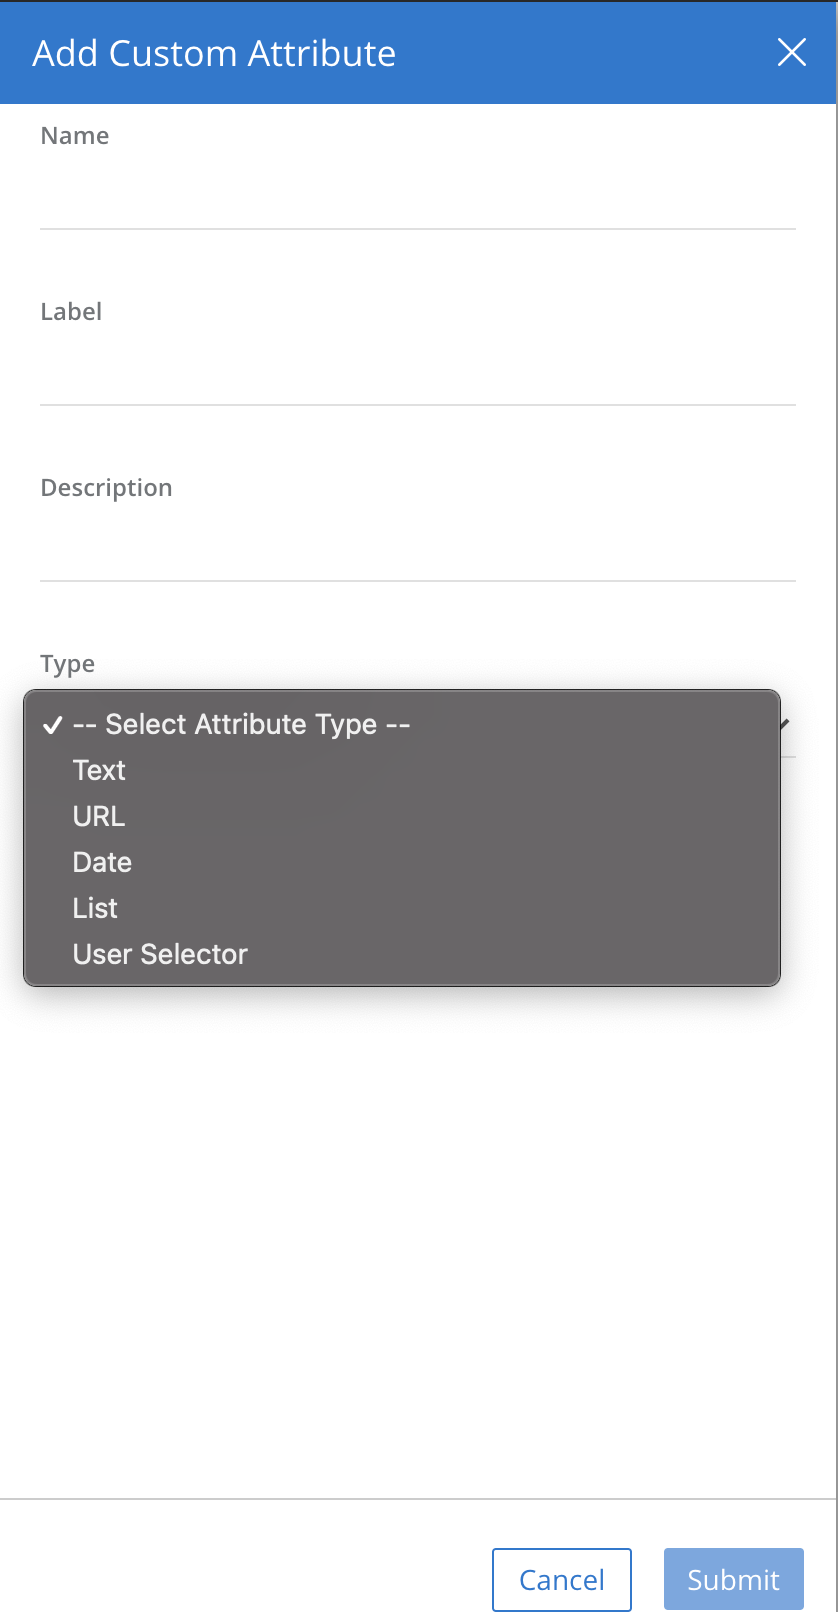 Add Custom Attribute
Name
Label
Description
Type
-- Select Attribute Type --
Text
URL
Date
List
User Selector
Cancel
Submit